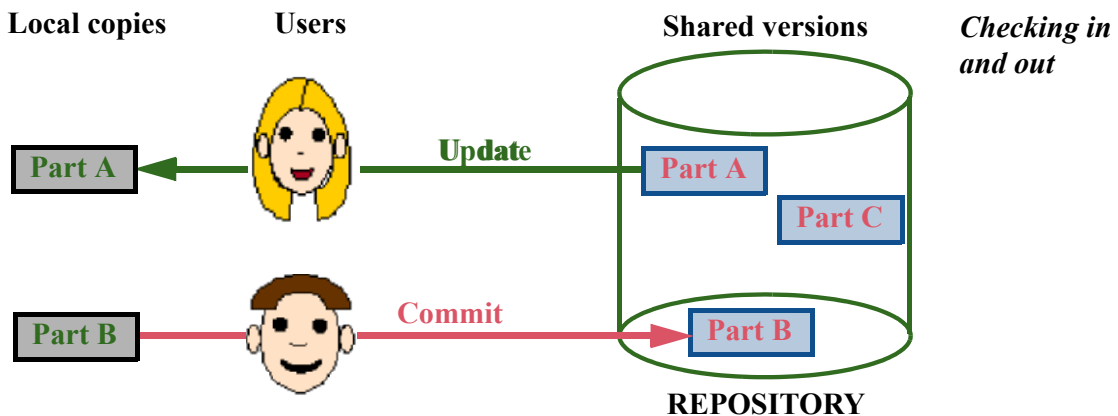 Local copies
Users
Shared versions
Checking in
and out
Part A
Update
Part A
Part C
Part B
Commit
Part B
REPOSITORY